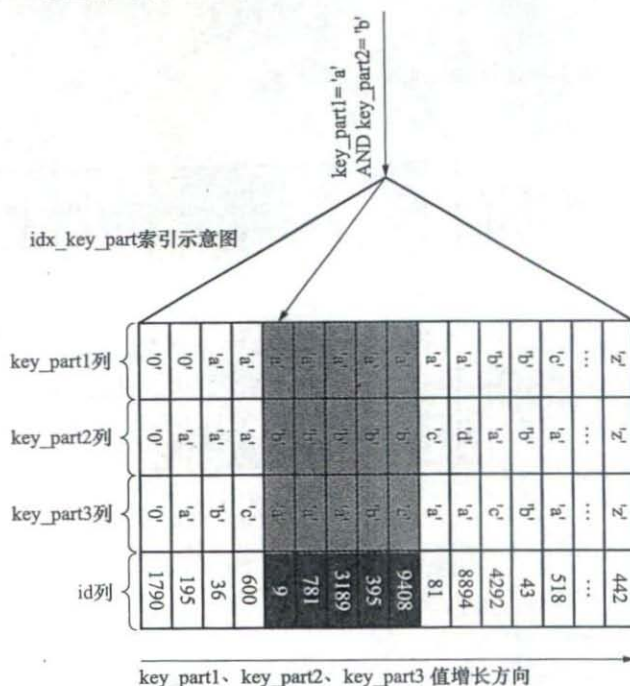 key_part1='a'
AND key_part2='b'
idx_key_part索引示意图
key_part1列 '0' '0' 'a' 'a' 'a' 'a' 'a' 'a' 'a' 'a' 'a' 'b' 'b' 'c' … 'z'
key_part2列 '0' 'a' 'a' 'a' 'b' 'b' 'b' 'b' 'b' 'c' 'd' 'a' 'b' 'a' … 'z'
key_part3列 '0' 'a' 'b' 'c' 'a' 'a' 'a' 'b' 'c' 'a' 'a' 'c' 'b' 'a' … 'z'
id列 1790 195 36 600 9 781 3189 395 9408 81 8894 4292 43 518 … 442
key_part1、key_part2、key_part3 值增长方向